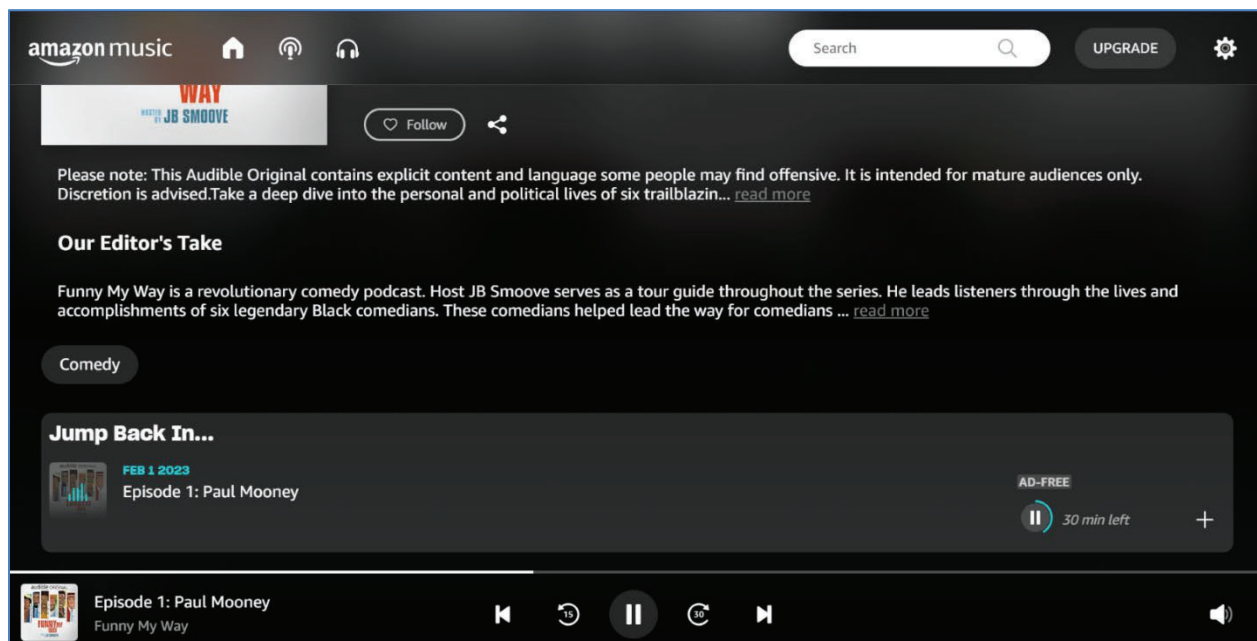 amazon music
Search
UPGRADE
WAY
HOSTED BY JB SMOOVE
Follow
Please note: This Audible Original contains explicit content and language some people may find offensive. It is intended for mature audiences only.
Discretion is advised.Take a deep dive into the personal and political lives of six trailblazin... read more
Our Editor's Take
Funny My Way is a revolutionary comedy podcast. Host JB Smoove serves as a tour guide throughout the series. He leads listeners through the lives and
accomplishments of six legendary Black comedians. These comedians helped lead the way for comedians ... read more
Comedy
Jump Back In...
FEB 1 2023
Episode 1: Paul Mooney
AD-FREE
30 min left
Episode 1: Paul Mooney
Funny My Way
15
30